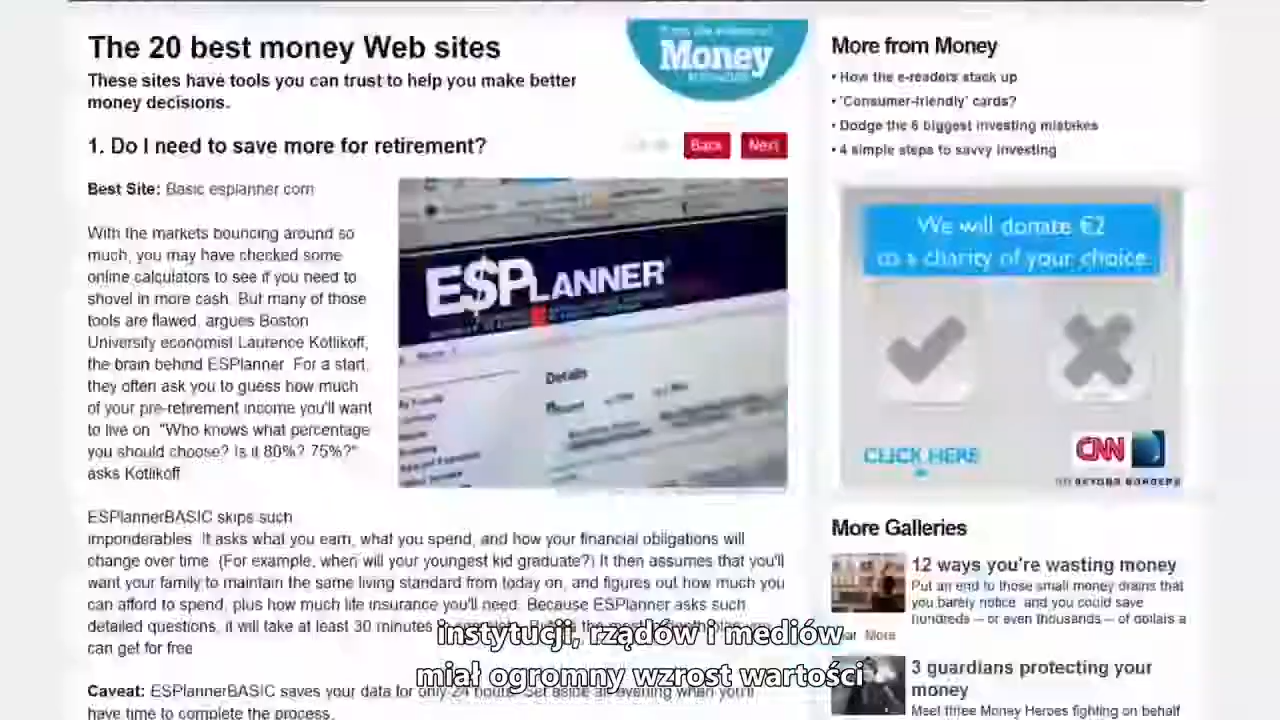 The 20 best money Web sites
These sites have tools you can trust to help you make better
money decisions.
Money
1. Do I need to save more for retirement?
Back
Next
Best Site: Basic esplanner com
With the markets bouncing around so
much, you may have checked some
online calculators to see if you need to
shovel in more cash. But many of those
tools are flawed, argues Boston
University economist Laurence Kotlikoff,
the brain behind ESPlanner. For a start,
they often ask you to guess how much
of your pre-retirement income you'll want
to live on. "Who knows what percentage
you should choose? Is it 80%? 75%?"
asks Kotlikoff
E$PLANNER
Details
ESPlannerBASIC skips such
imponderables. It asks what you earn, what you spend, and how your financial obligations will
change over time. (For example, when will your youngest kid graduate?) It then assumes that you'll
want your family to maintain the same living standard from today on, and figures out how much you
can afford to spend, plus how much life insurance you'll need. Because ESPlanner asks such
detailed questions, it will take at least 30 minutes
can get for free
Caveat: ESPlannerBASIC saves your data for only 24 hours. Set aside an evening when you'll
have time to complete the process.
More from Money
• How the e-readers stack up
• 'Consumer-friendly' cards?
• Dodge the 6 biggest investing mistakes
• 4 simple steps to savvy investing
We will donate €2
to a charity of your choice.
CLICK HERE
CNN
GO BEYOND BORDERS
More Galleries
12 ways you're wasting money
Put an end to those small money drains that
you barely notice and you could save
hundreds -- or even thousands -- of dollars a
year More
3 guardians protecting your
money
Meet three Money Heroes fighting on behalf
instytucji, rządów i mediów
miał ogromny wzrost wartości